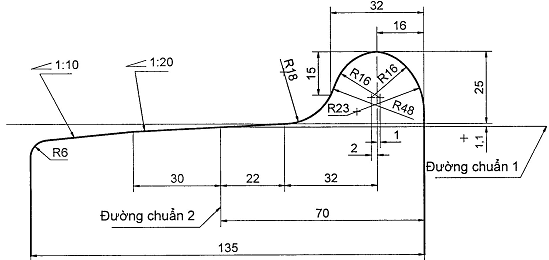 32
16
1:10
1:20
R18
15
R16
R16
25
R23
R48
R6
1
1,1
2
Đường chuẩn 1
30
22
32
Đường chuẩn 2
70
135